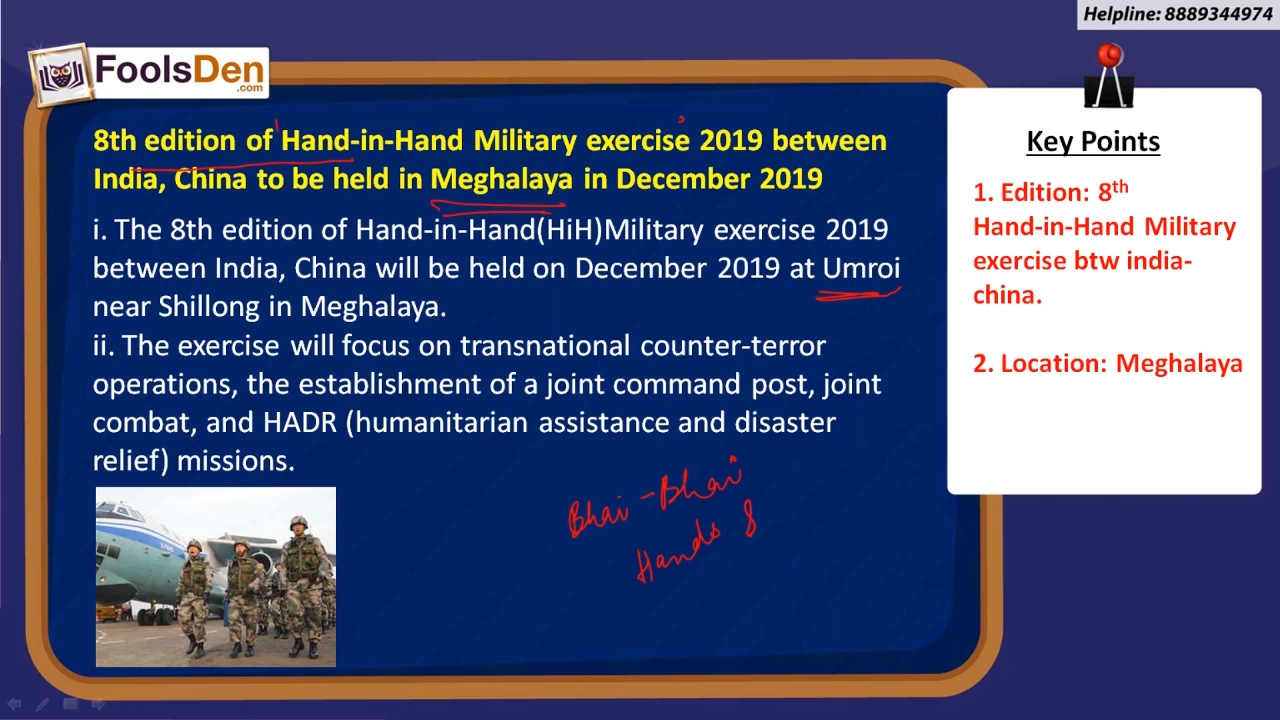 Helpline: 8889344974
FoolsDen
.com
8th edition of Hand-in-Hand Military exercise 2019 between
India, China to be held in Meghalaya in December 2019
i. The 8th edition of Hand-in-Hand(HiH)Military exercise 2019
between India, China will be held on December 2019 at Umroi
near Shillong in Meghalaya.
ii. The exercise will focus on transnational counter-terror
operations, the establishment of a joint command post, joint
combat, and HADR (humanitarian assistance and disaster
relief) missions.
Bhai-Bhai
Hands 8
Key Points
1. Edition: 8th
Hand-in-Hand Military
exercise btw india-
china.
2. Location: Meghalaya